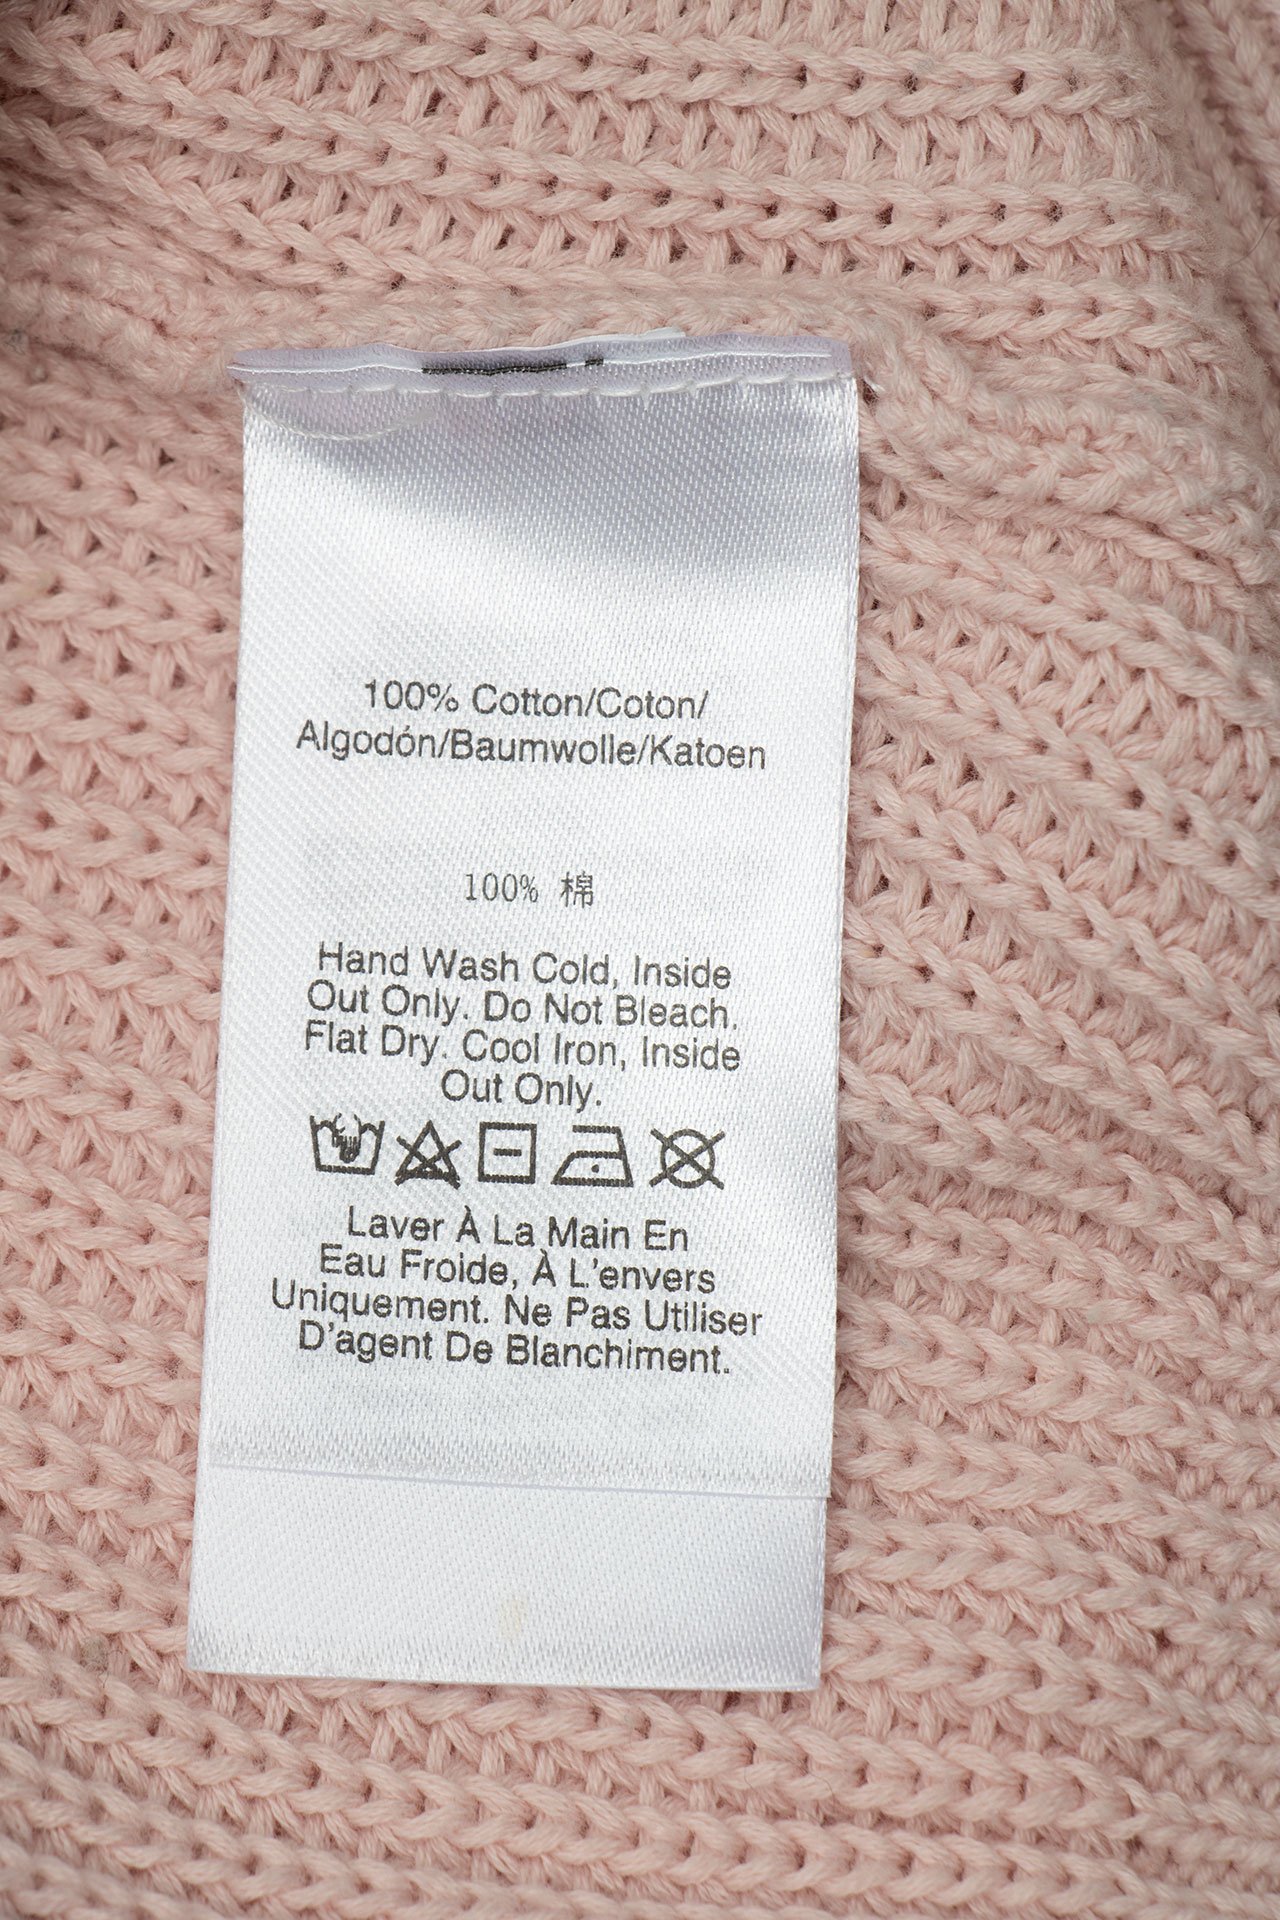 100% Cotton/Coton/
Algodón/Baumwolle/Katoen
100% 棉
Hand Wash Cold, Inside
Out Only. Do Not Bleach.
Flat Dry. Cool Iron, Inside
Out Only.
Laver À La Main En
Eau Froide, À L'envers
Uniquement. Ne Pas Utiliser
D'agent De Blanchiment.